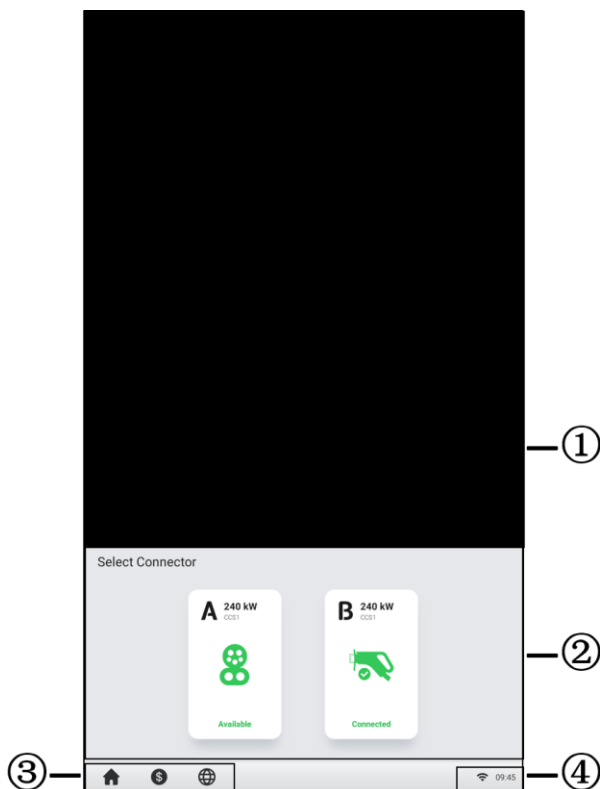 ①
Select Connector
A 240 kW
CCS1
Available
B 240 kW
CCS1
Connected
②
③
$
09:45
④